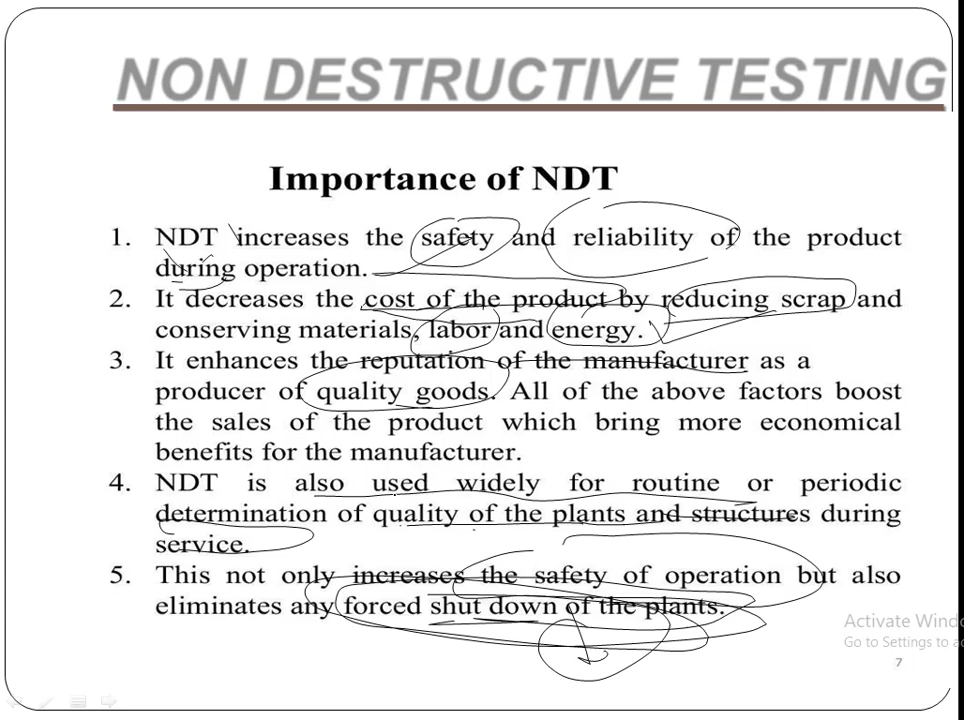 NON DESTRUCTIVE TESTING
Importance of NDT
1. NDT increases the safety and reliability of the product
during operation.
2. It decreases the cost of the product by reducing scrap and
conserving materials, labor and energy.
3. It enhances the reputation of the manufacturer as a
producer of quality goods. All of the above factors boost
the sales of the product which bring more economical
benefits for the manufacturer.
4. NDT is also used widely for routine or periodic
determination of quality of the plants and structures during
service.
5. This not only increases the safety of operation but also
eliminates any forced shut down of the plants.
Activate Wind
Go to Settings to a
7